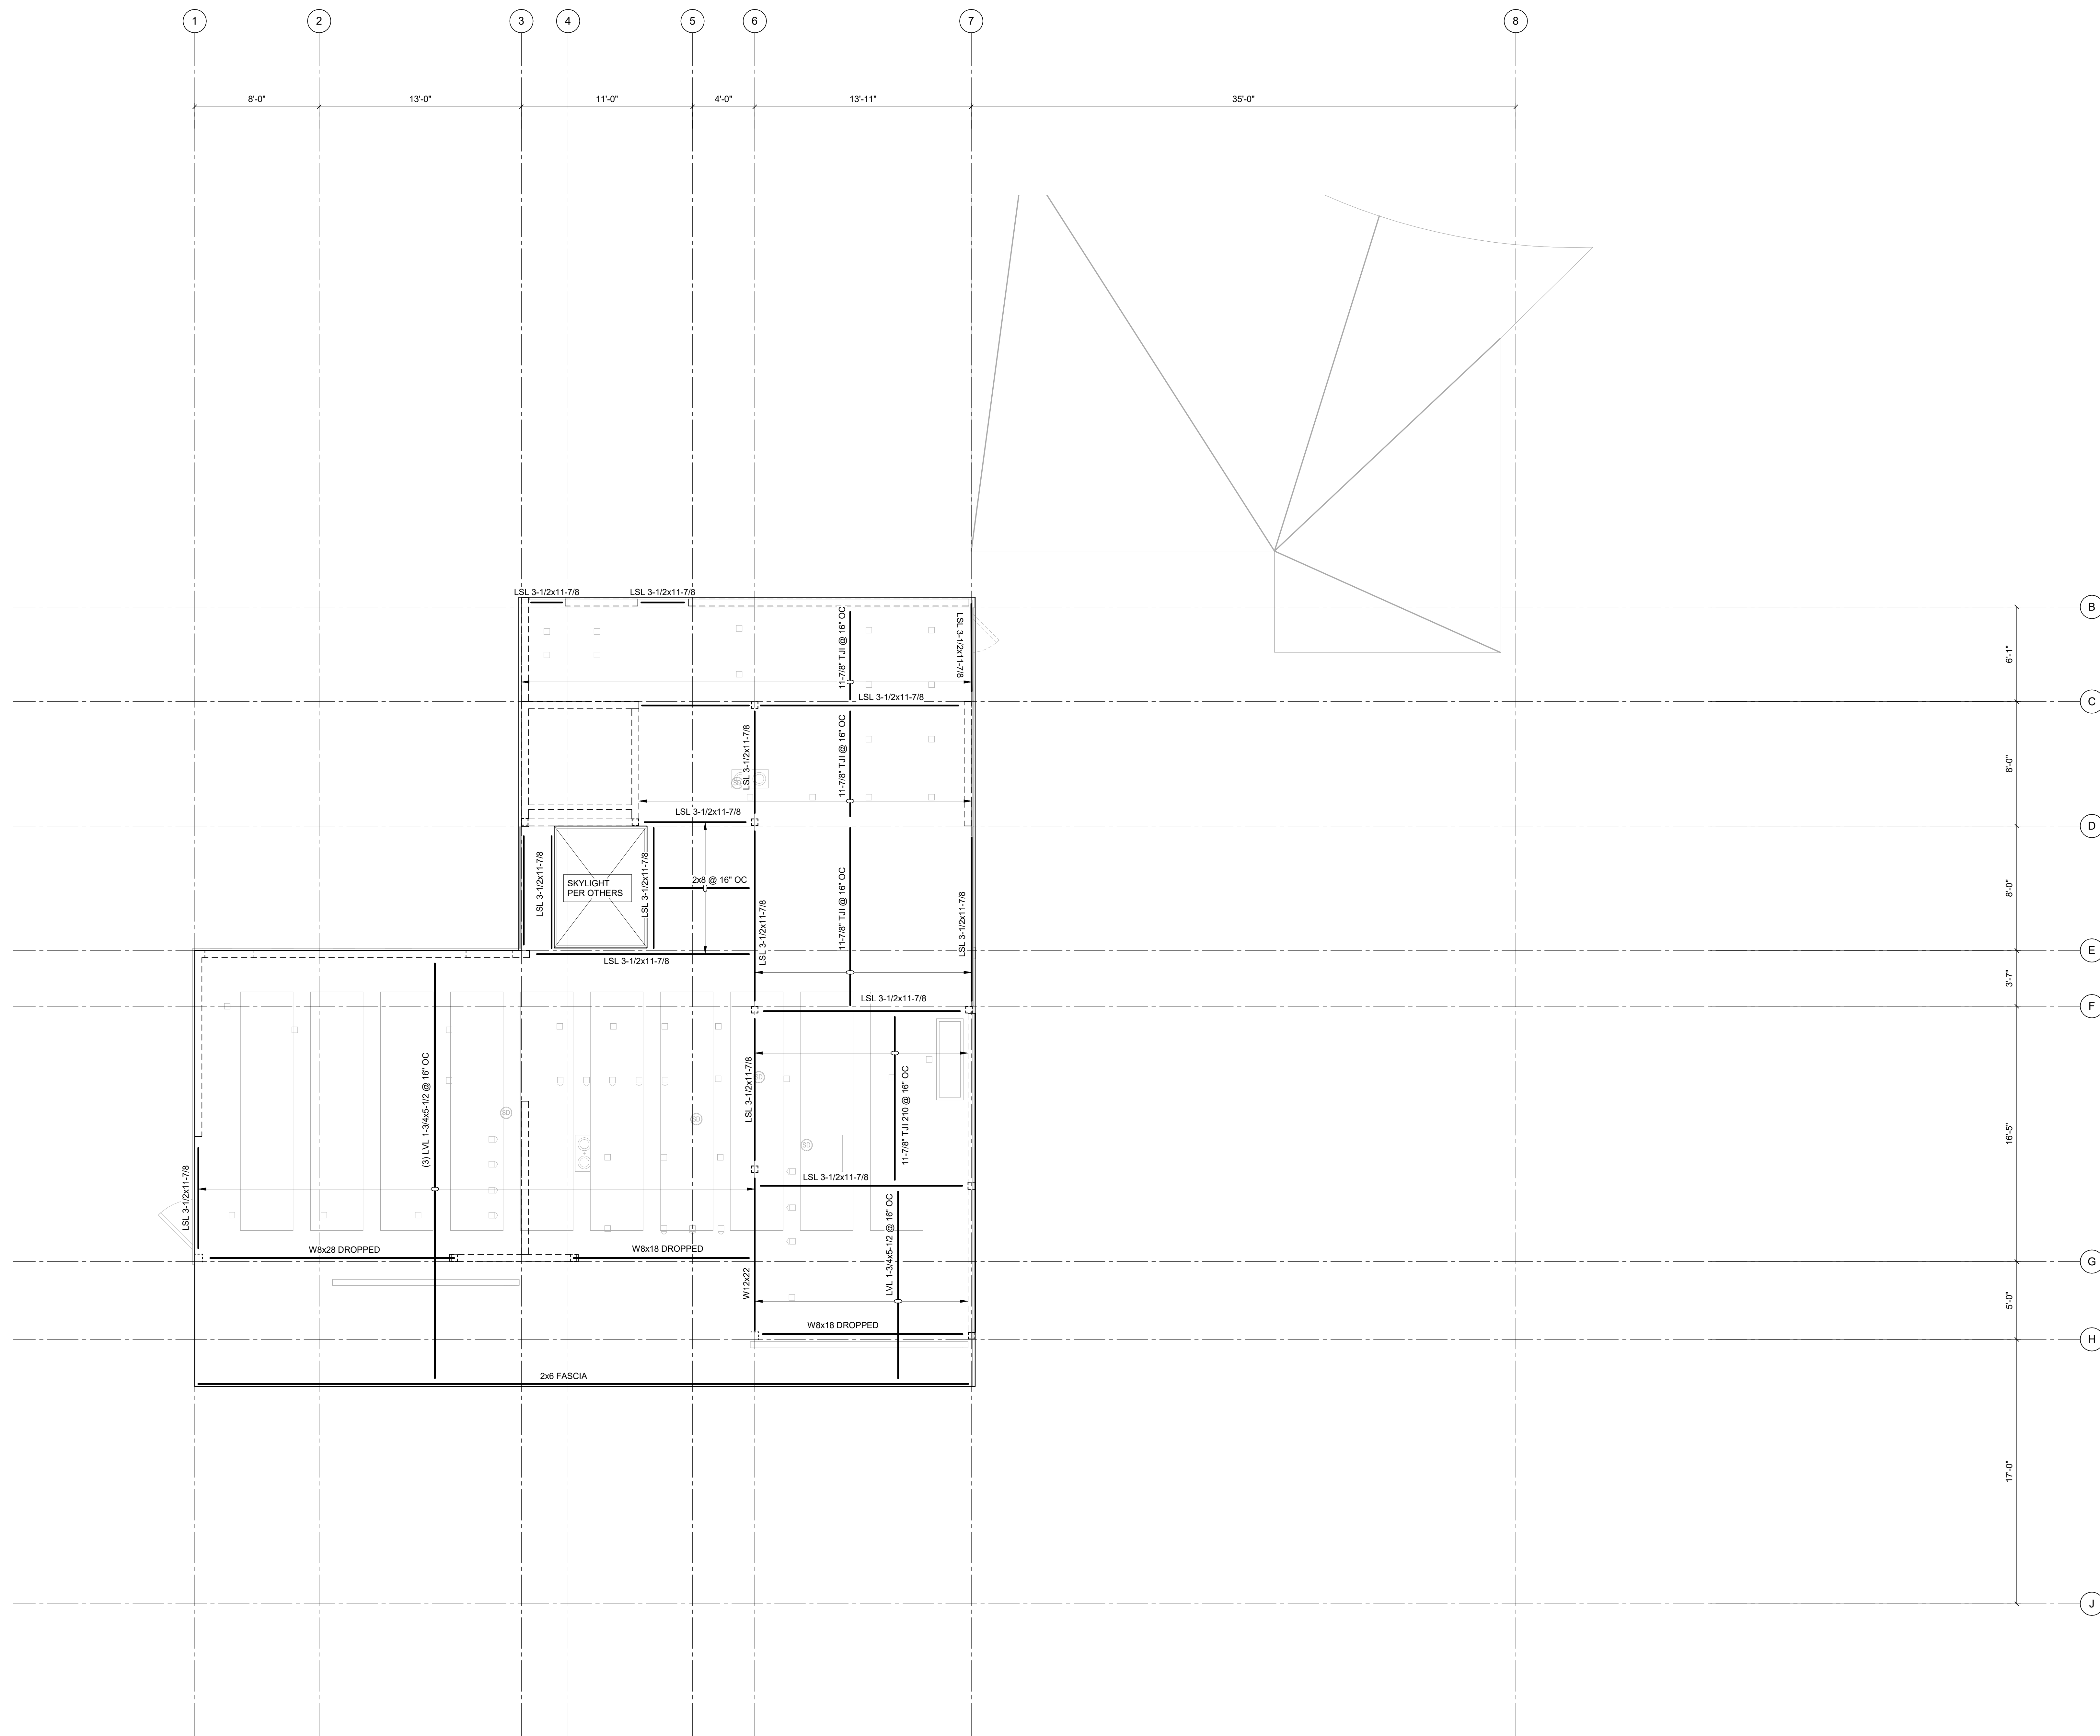 1 2 3 4 5 6 7 8
8'-0" 13'-0" 11'-0" 4'-0" 13'-11" 35'-0"
LSL 3-1/2x11-7/8 LSL 3-1/2x11-7/8
B
11-7/8" TJI @ 16" OC
LSL 3-1/2x11-7/8
6'-1"
LSL 3-1/2x11-7/8
C
LSL 3-1/2x11-7/8
11-7/8" TJI @ 16" OC
8'-0"
SD
LSL 3-1/2x11-7/8
D
LSL 3-1/2x11-7/8
SKYLIGHT
PER OTHERS
LSL 3-1/2x11-7/8
2x8 @ 16" OC
LSL 3-1/2x11-7/8
11-7/8" TJI @ 16" OC
LSL 3-1/2x11-7/8
8'-0"
E
LSL 3-1/2x11-7/8
3'-7"
LSL 3-1/2x11-7/8
F
(3) LVL 1-3/4x5-1/2 @ 16" OC
LSL 3-1/2x11-7/8
SD
SD
SD
SD
11-7/8" TJI 210 @ 16" OC
16'-5"
LSL 3-1/2x11-7/8
LSL 3-1/2x11-7/8
LVL 1-3/4x5-1/2 @ 16" OC
W8x28 DROPPED
W8x18 DROPPED
G
W12x22
5'-0"
W8x18 DROPPED
H
2x6 FASCIA
17'-0"
J